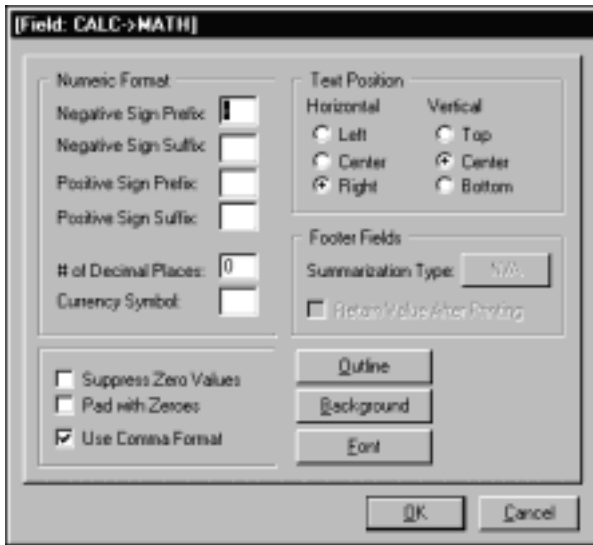 [Field: CALC->MATH]
Numeric Format
Negative Sign Prefix:
Negative Sign Suffix:
Positive Sign Prefix:
Positive Sign Suffix:
# of Decimal Places: 0
Currency Symbol:
Text Position
Horizontal Vertical
Left Top
Center Center
Right Bottom
Footer Fields
Summarization Type: N/A
Retain Value After Printing
Suppress Zero Values
Pad with Zeroes
Use Comma Format
Outline
Background
Font
OK Cancel